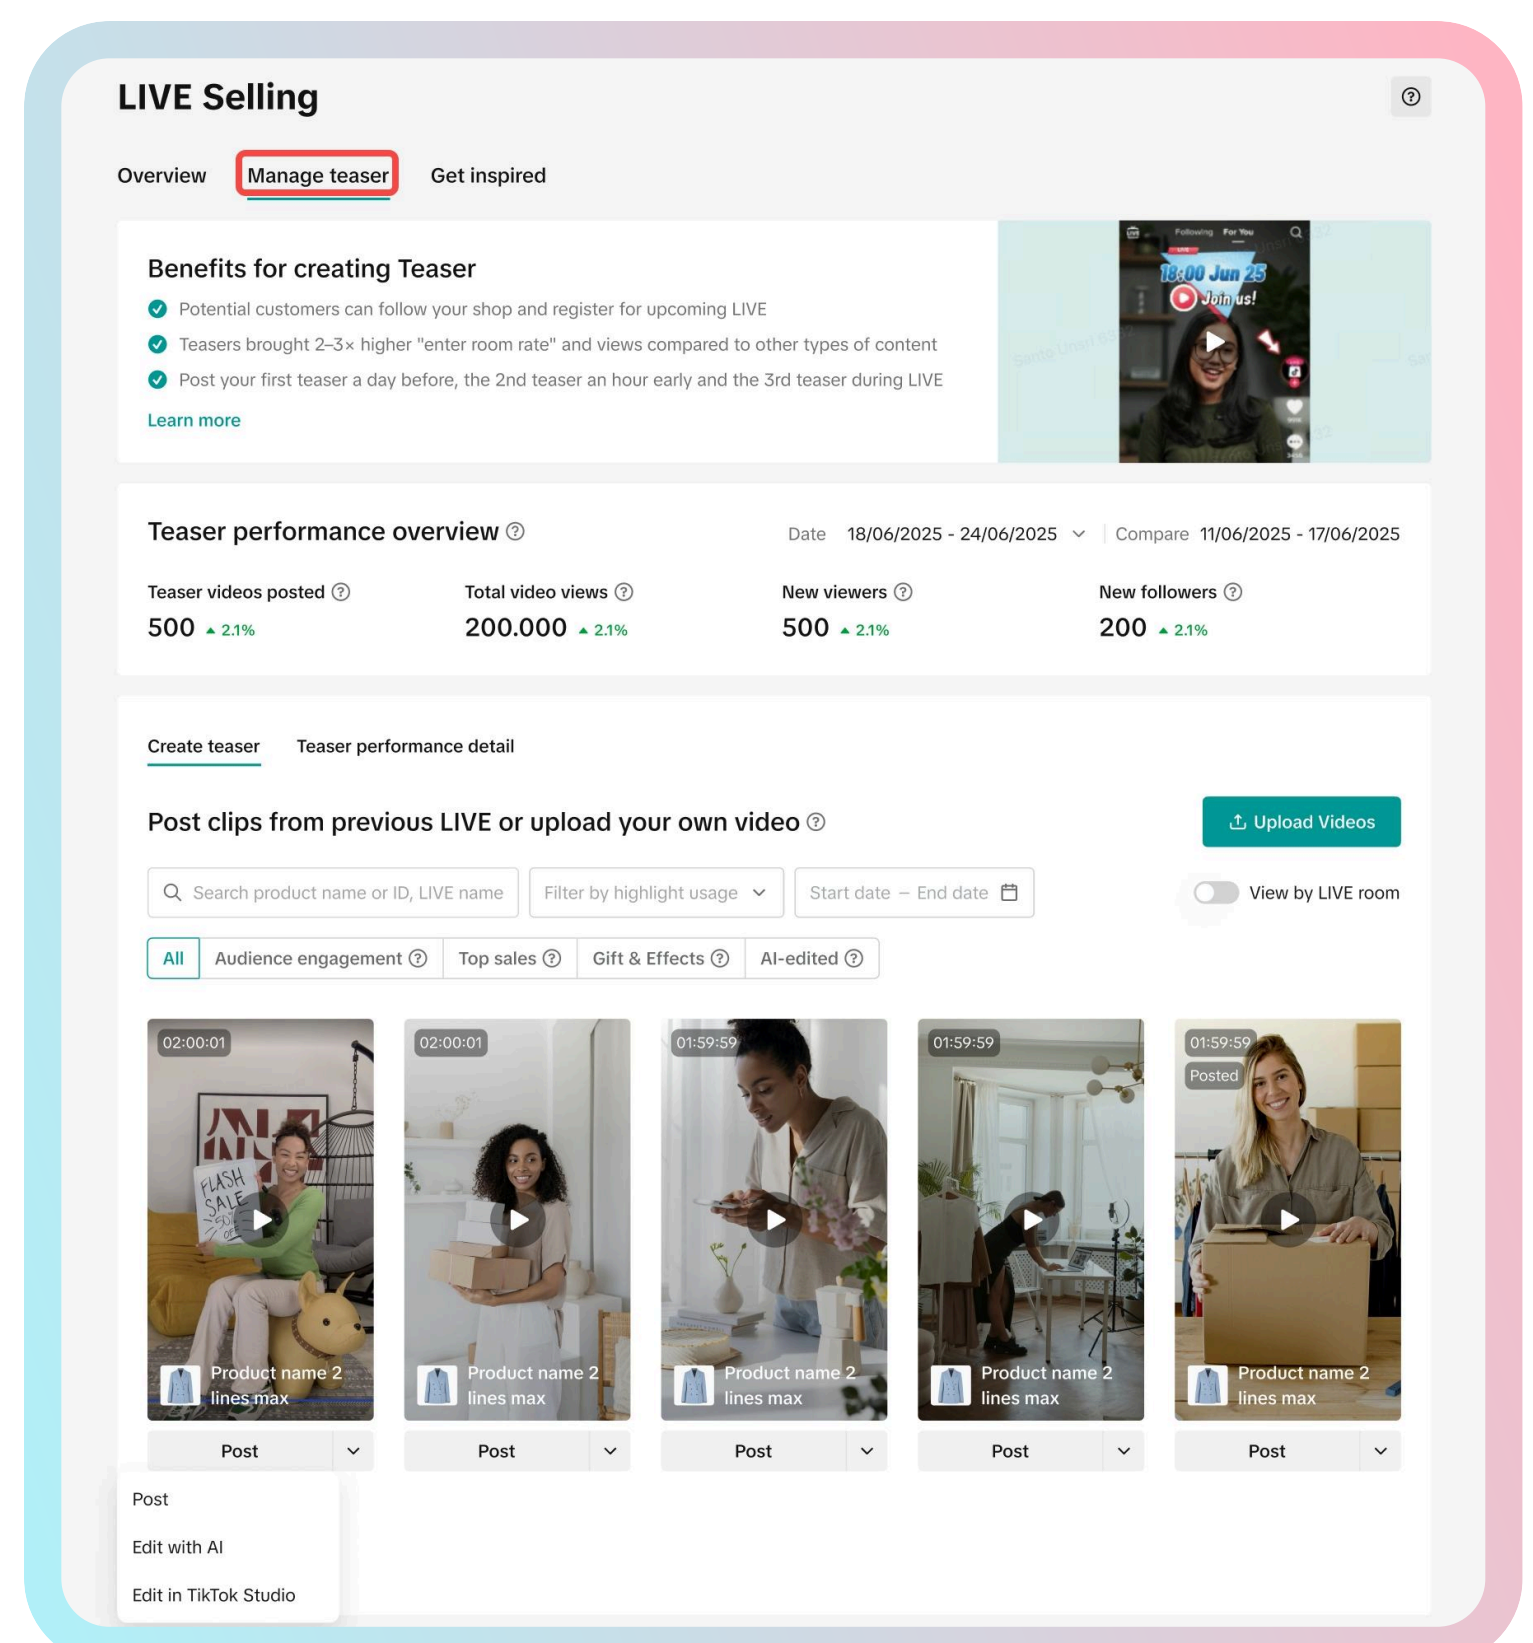 LIVE Selling
Overview
Manage teaser
Get inspired
Benefits for creating Teaser
Potential customers can follow your shop and register for upcoming LIVE
Teasers brought 2–3× higher "enter room rate" and views compared to other types of content
Post your first teaser a day before, the 2nd teaser an hour early and the 3rd teaser during LIVE
Learn more
LIVE Following For You
LIVE
18:00 Jun 25
Join us!
Teaser performance overview
Date 18/06/2025 - 24/06/2025
Compare 11/06/2025 - 17/06/2025
Teaser videos posted
500 2.1%
Total video views
200.000 2.1%
New viewers
500 2.1%
New followers
200 2.1%
Create teaser
Teaser performance detail
Post clips from previous LIVE or upload your own video
Upload Videos
Search product name or ID, LIVE name
Filter by highlight usage
Start date – End date
View by LIVE room
All
Audience engagement
Top sales
Gift & Effects
AI-edited
02:00:01
FLASH
SALE
50%
OFF
Product name 2
lines max
Post
02:00:01
Product name 2
lines max
Post
01:59:59
Product name 2
lines max
Post
01:59:59
Product name 2
lines max
Post
01:59:59
Posted
Product name 2
lines max
Post
Post
Edit with AI
Edit in TikTok Studio